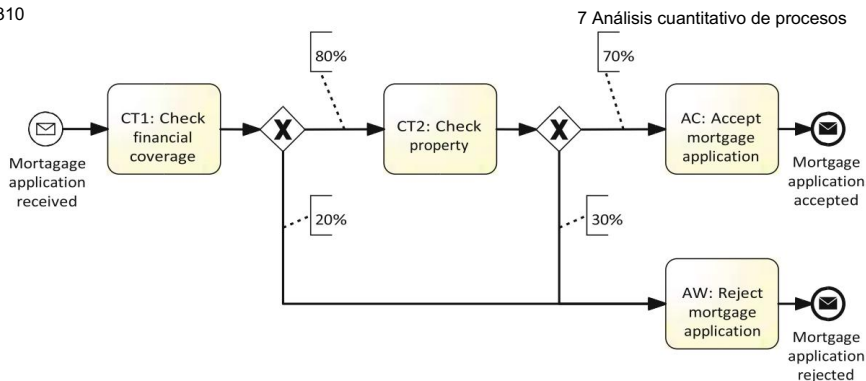 310
7 Análisis cuantitativo de procesos
80%
70%
CT1: Check
financial
coverage
X
CT2: Check
property
X
AC: Accept
mortgage
application
Mortagage
application
received
Mortgage
application
accepted
20%
30%
AW: Reject
mortgage
application
Mortgage
application
rejected